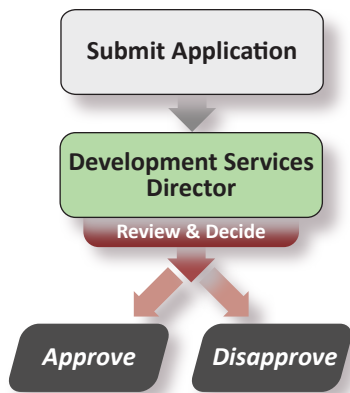 Submit Application
Development Services
Director
Review & Decide
Approve
Disapprove